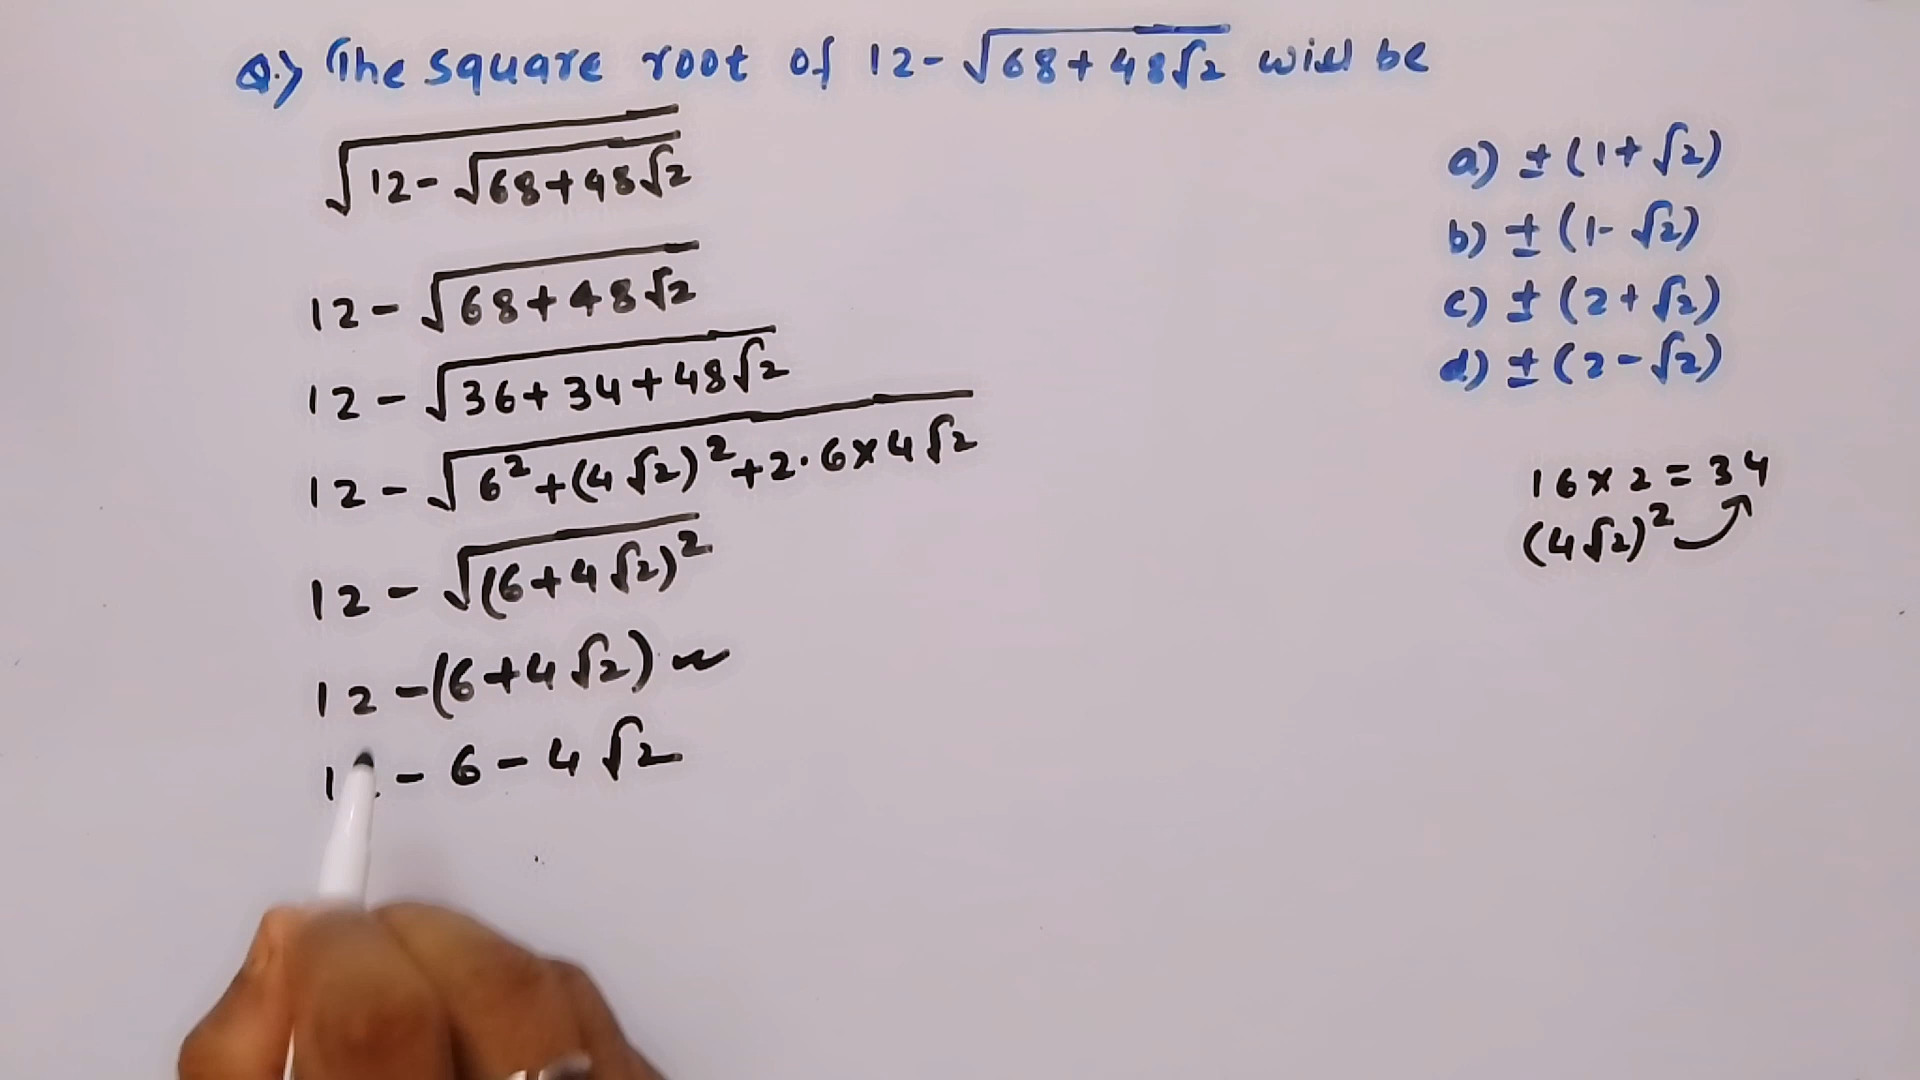 Q.) The square root of 12-√68+48√2 will be
√12-√68+48√2
12-√68+48√2
12-√36+34+48√2
12-√6²+(4√2)²+2·6×4√2
12-√(6+4√2)²
12-(6+4√2)
1 - 6 - 4√2
a) ±(1+√2)
b) ±(1-√2)
c) ±(2+√2)
d) ±(2-√2)
16×2=34
(4√2)²